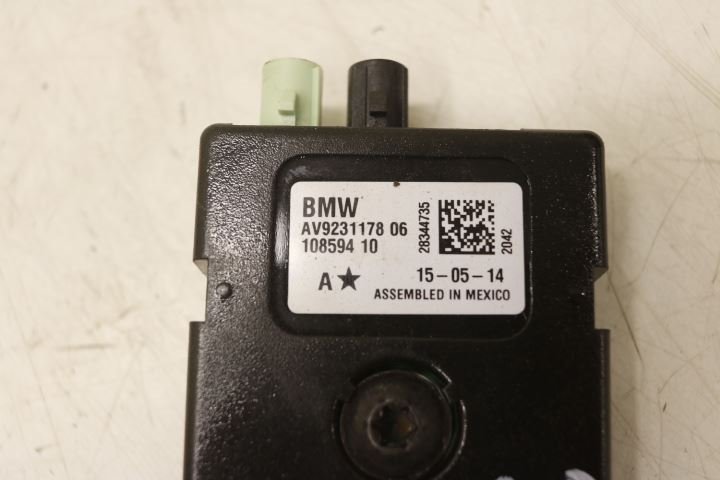 BMW
AV9231178 06
108594 10
28344735
2042
A★ 15-05-14
ASSEMBLED IN MEXICO